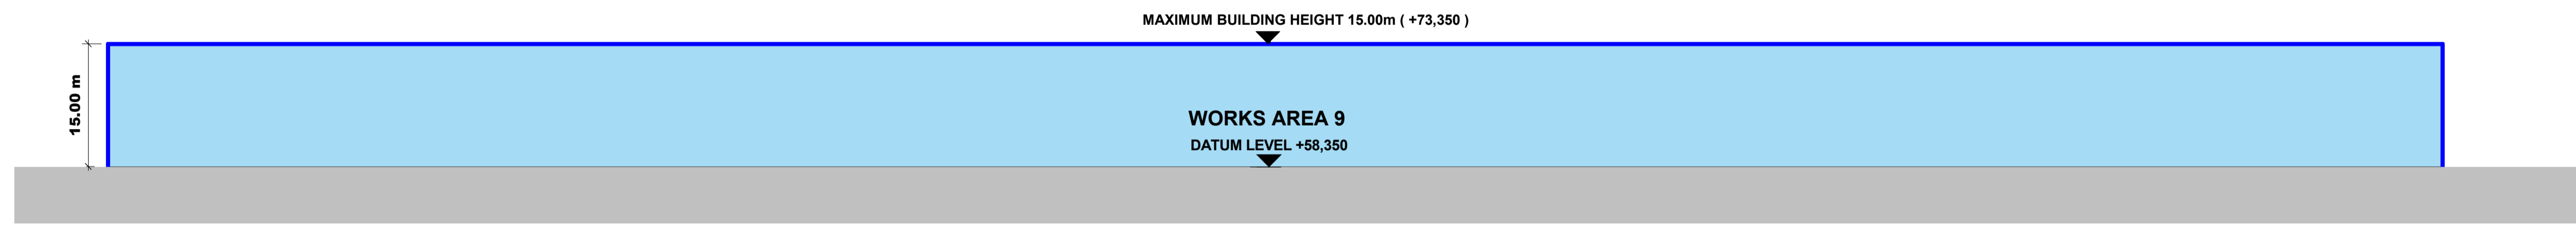 MAXIMUM BUILDING HEIGHT 15.00m ( +73,350 )
15.00 m
WORKS AREA 9
DATUM LEVEL +58,350